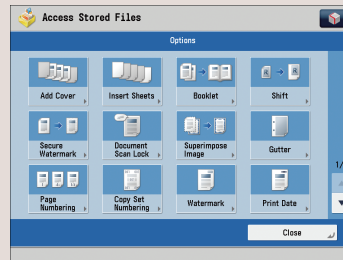 Access Stored Files
Options
Add Cover
Insert Sheets
Booklet
Shift
Secure
Watermark
Document
Scan Lock
Superimpose
Image
Gutter
1/
Page
Numbering
Copy Set
Numbering
Watermark
Print Date
Close